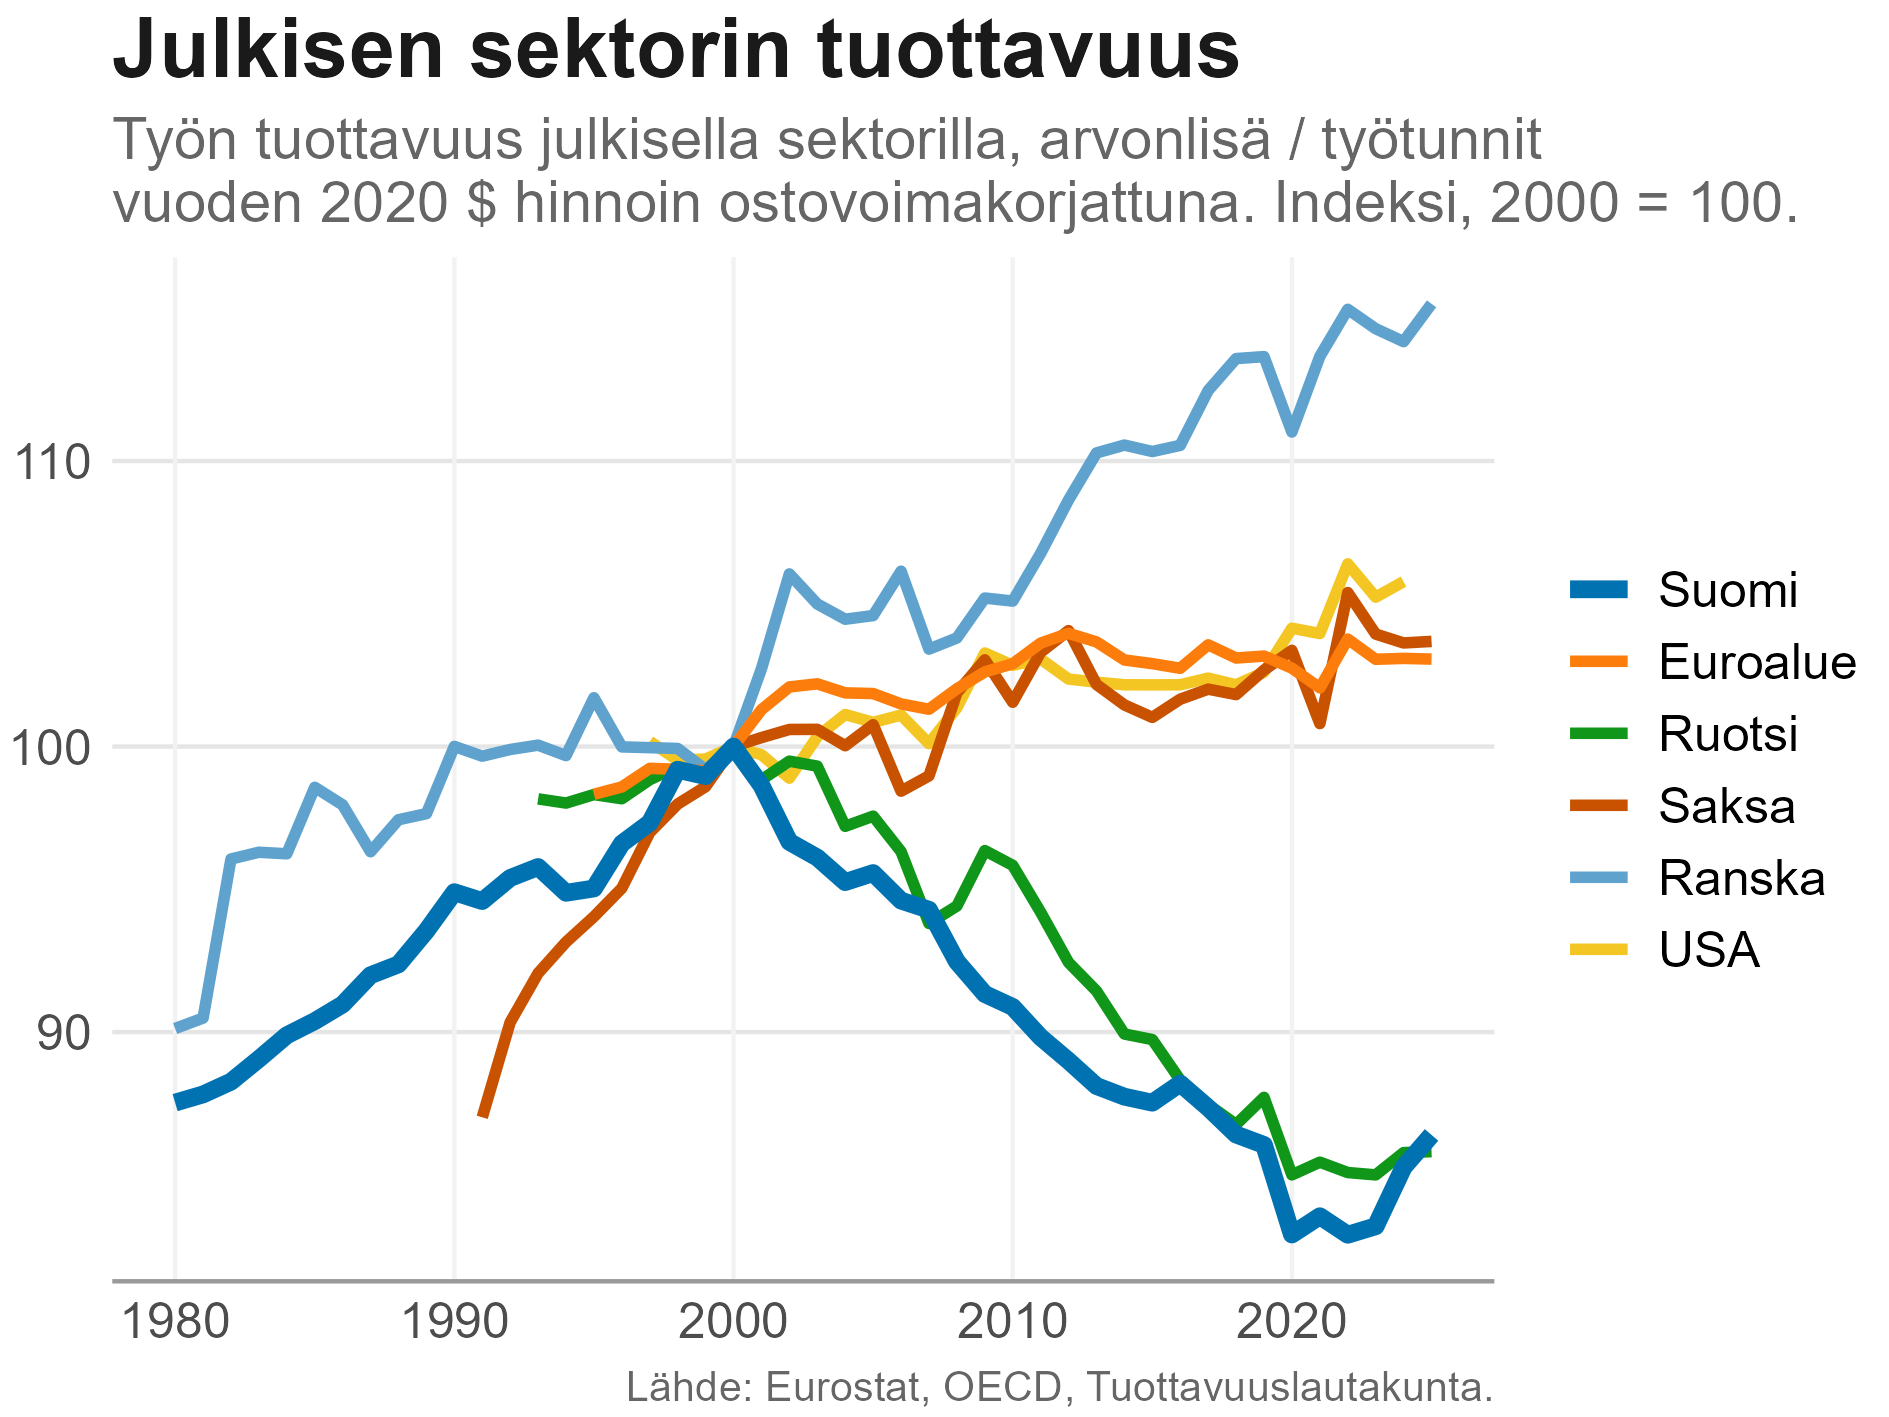 Julkisen sektorin tuottavuus
Työn tuottavuus julkisella sektorilla, arvonlisä / työtunnit
vuoden 2020 $ hinnoin ostovoimakorjattuna. Indeksi, 2000 = 100.
110
100
90
1980 1990 2000 2010 2020
Suomi
Euroalue
Ruotsi
Saksa
Ranska
USA
Lähde: Eurostat, OECD, Tuottavuuslautakunta.